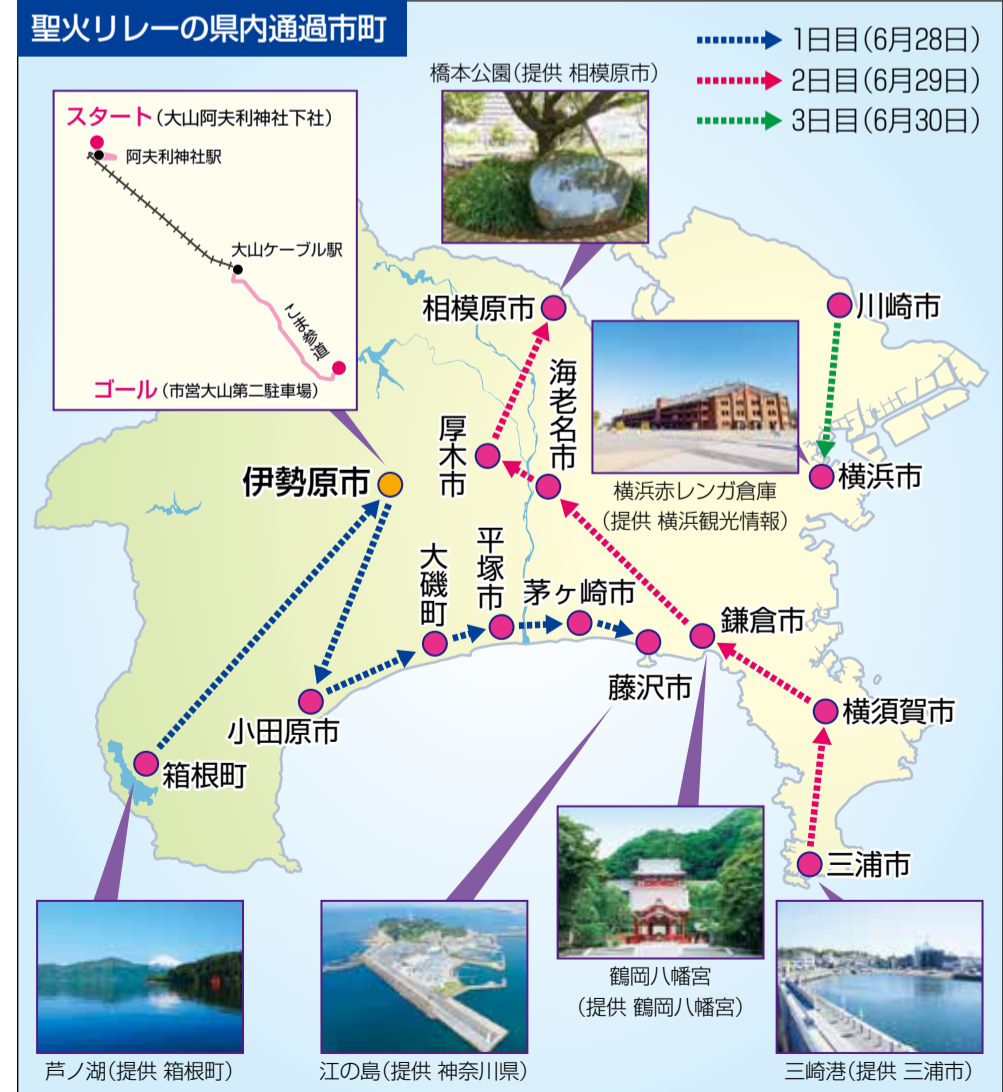 聖火リレーの県内通過市町
1日目(6月28日)
2日目(6月29日)
3日目(6月30日)
橋本公園(提供 相模原市)
スタート(大山阿夫利神社下社)
阿夫利神社駅
大山ケーブル駅
こま参道
ゴール(市営大山第二駐車場)
相模原市
川崎市
海老名市
厚木市
横浜赤レンガ倉庫
(提供 横浜観光情報)
横浜市
伊勢原市
大磯町
平塚市
茅ヶ崎市
鎌倉市
藤沢市
小田原市
横須賀市
箱根町
三浦市
芦ノ湖(提供 箱根町)
江の島(提供 神奈川県)
鶴岡八幡宮
(提供 鶴岡八幡宮)
三崎港(提供 三浦市)